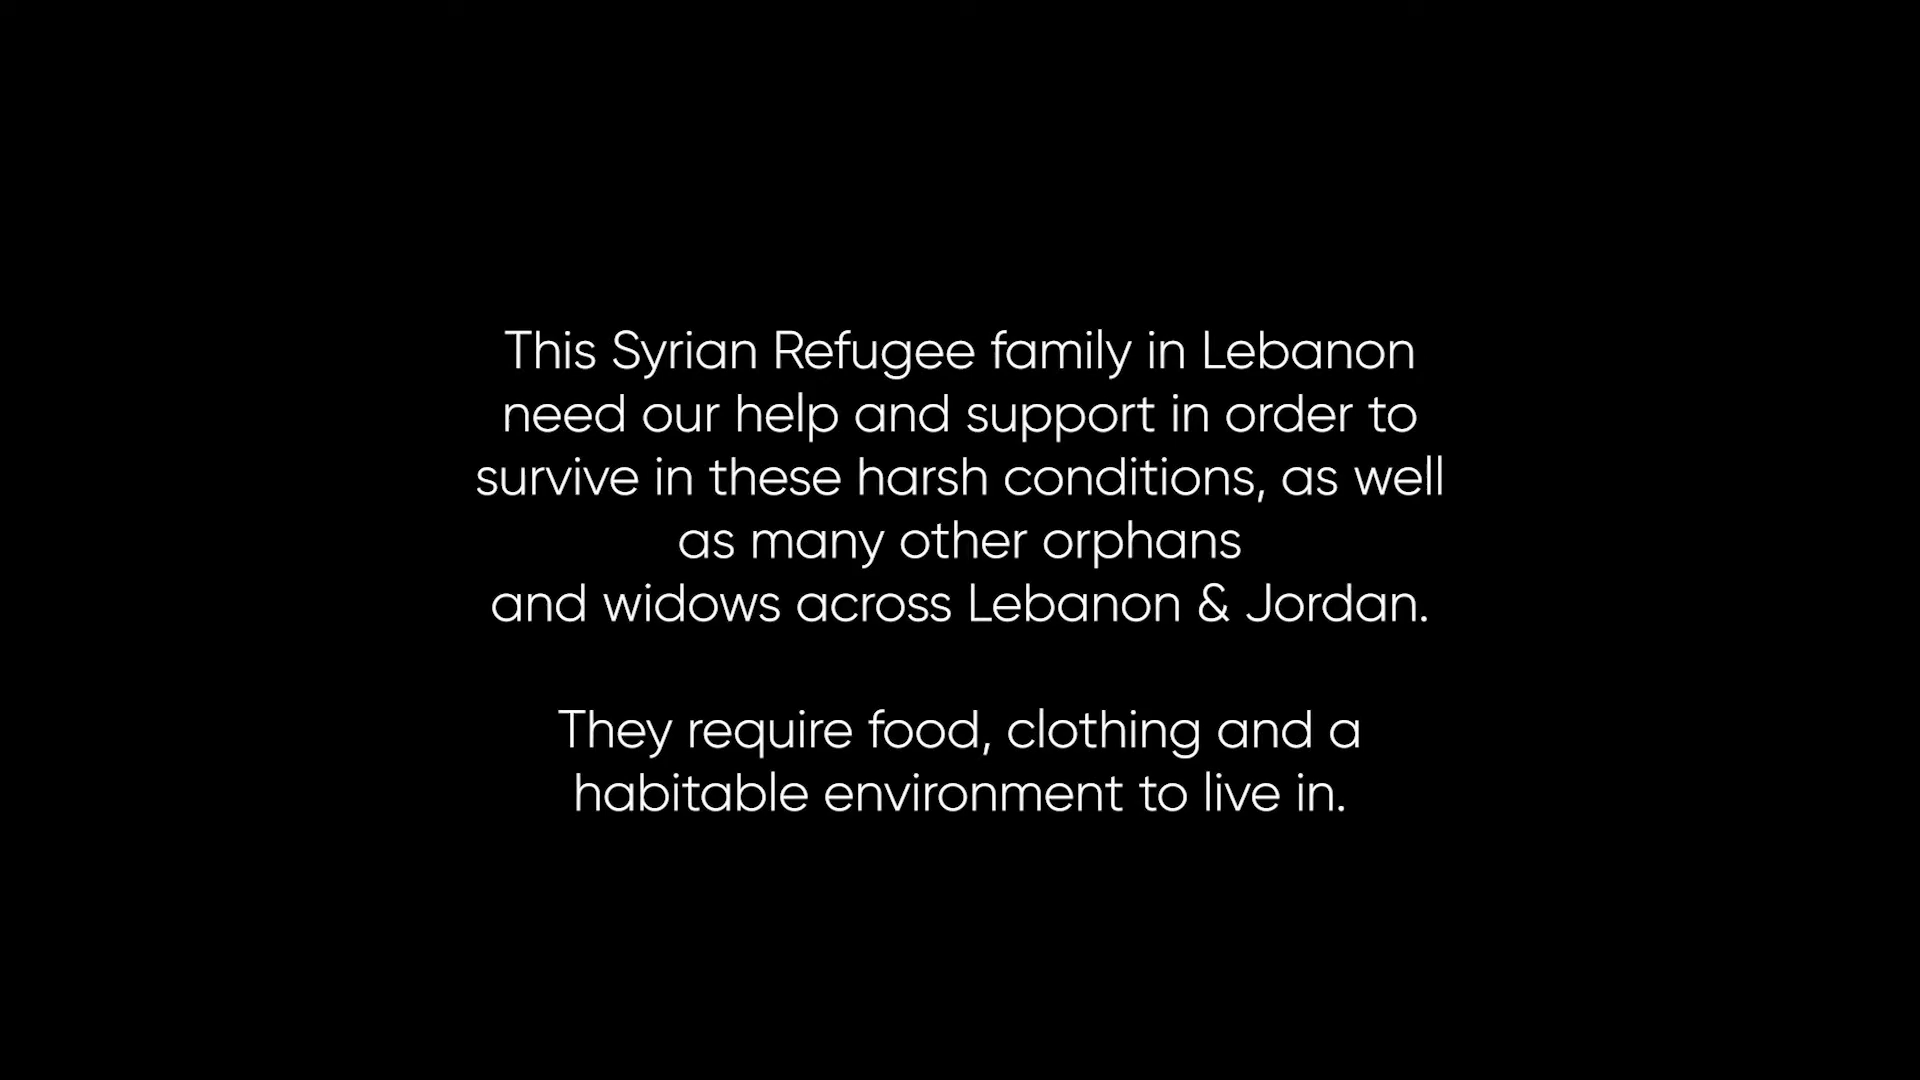 This Syrian Refugee family in Lebanon
need our help and support in order to
survive in these harsh conditions, as well
as many other orphans
and widows across Lebanon & Jordan.
They require food, clothing and a
habitable environment to live in.